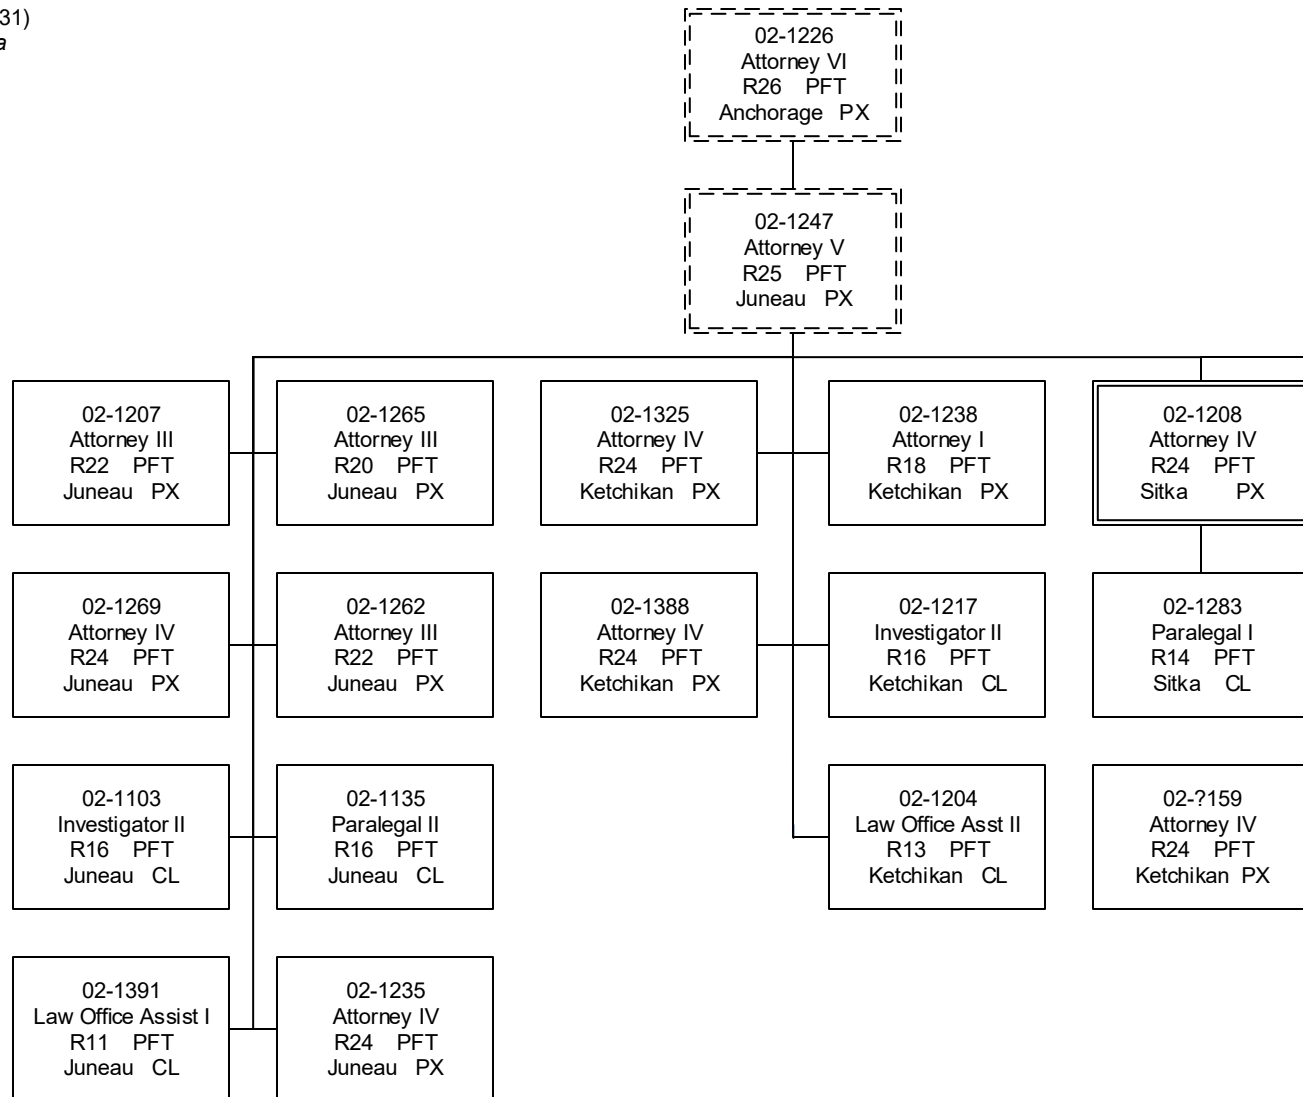 31)
a
02-1226
Attorney VI
R26 PFT
Anchorage PX
02-1247
Attorney V
R25 PFT
Juneau PX
02-1207
Attorney III
R22 PFT
Juneau PX
02-1265
Attorney III
R20 PFT
Juneau PX
02-1325
Attorney IV
R24 PFT
Ketchikan PX
02-1238
Attorney I
R18 PFT
Ketchikan PX
02-1208
Attorney IV
R24 PFT
Sitka PX
02-1269
Attorney IV
R24 PFT
Juneau PX
02-1262
Attorney III
R22 PFT
Juneau PX
02-1388
Attorney IV
R24 PFT
Ketchikan PX
02-1217
Investigator II
R16 PFT
Ketchikan CL
02-1283
Paralegal I
R14 PFT
Sitka CL
02-1103
Investigator II
R16 PFT
Juneau CL
02-1135
Paralegal II
R16 PFT
Juneau CL
02-1204
Law Office Asst II
R13 PFT
Ketchikan CL
02-?159
Attorney IV
R24 PFT
Ketchikan PX
02-1391
Law Office Assist I
R11 PFT
Juneau CL
02-1235
Attorney IV
R24 PFT
Juneau PX